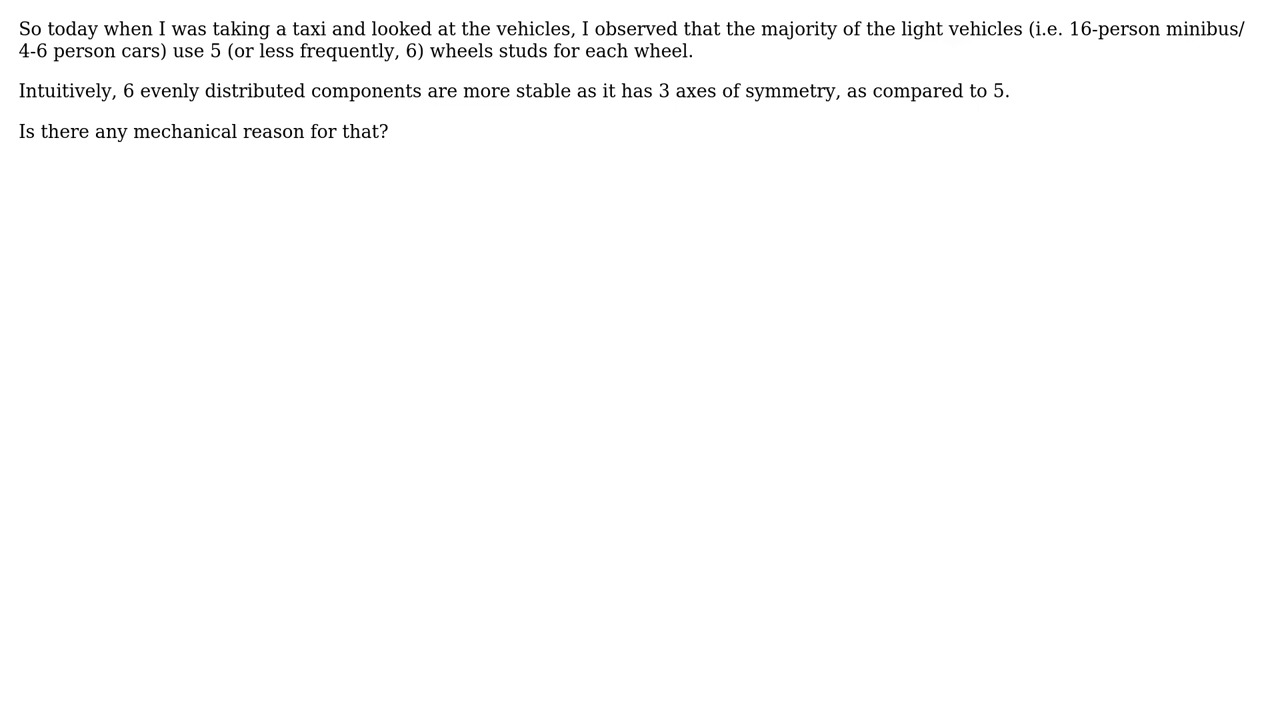 So today when I was taking a taxi and looked at the vehicles, I observed that the majority of the light vehicles (i.e. 16-person minibus/
4-6 person cars) use 5 (or less frequently, 6) wheels studs for each wheel.
Intuitively, 6 evenly distributed components are more stable as it has 3 axes of symmetry, as compared to 5.
Is there any mechanical reason for that?